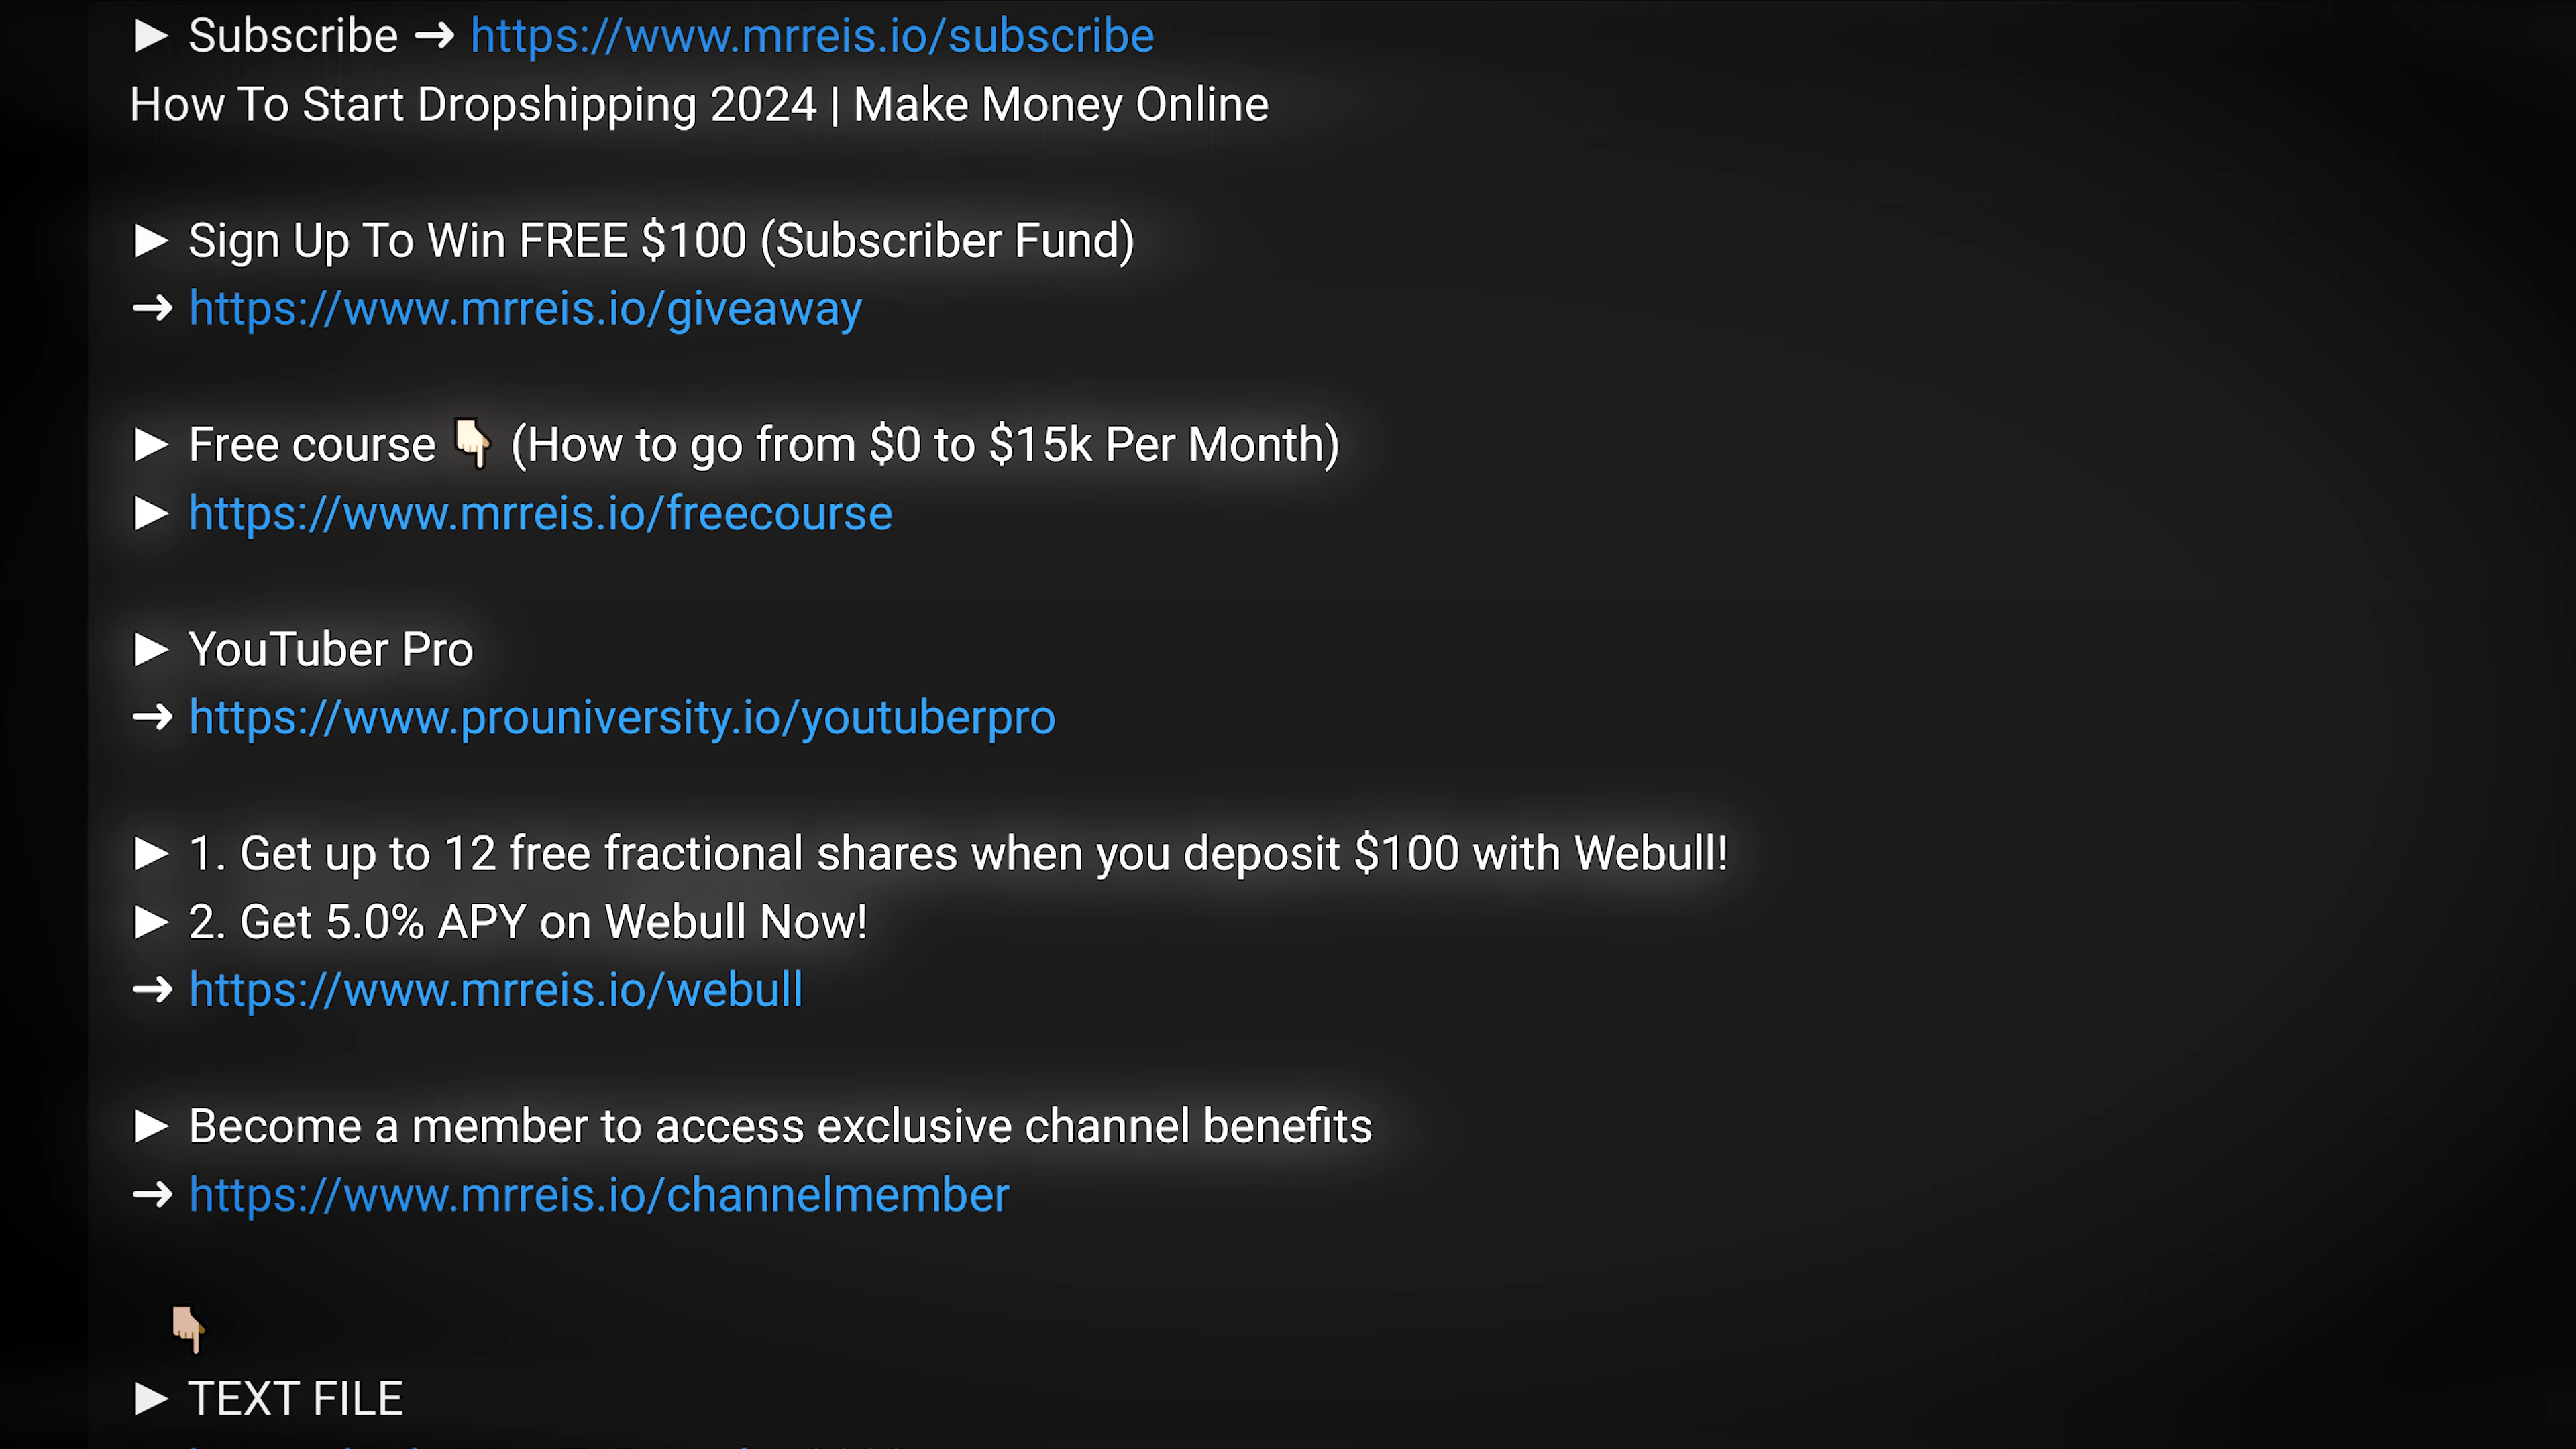 ► Subscribe ➜ https://www.mrreis.io/subscribe
How To Start Dropshipping 2024 | Make Money Online
► Sign Up To Win FREE $100 (Subscriber Fund)
➜ https://www.mrreis.io/giveaway
► Free course 👇🏻 (How to go from $0 to $15k Per Month)
► https://www.mrreis.io/freecourse
► YouTuber Pro
➜ https://www.prouniversity.io/youtuberpro
► 1. Get up to 12 free fractional shares when you deposit $100 with Webull!
► 2. Get 5.0% APY on Webull Now!
➜ https://www.mrreis.io/webull
► Become a member to access exclusive channel benefits
➜ https://www.mrreis.io/channelmember
👇🏼
► TEXT FILE